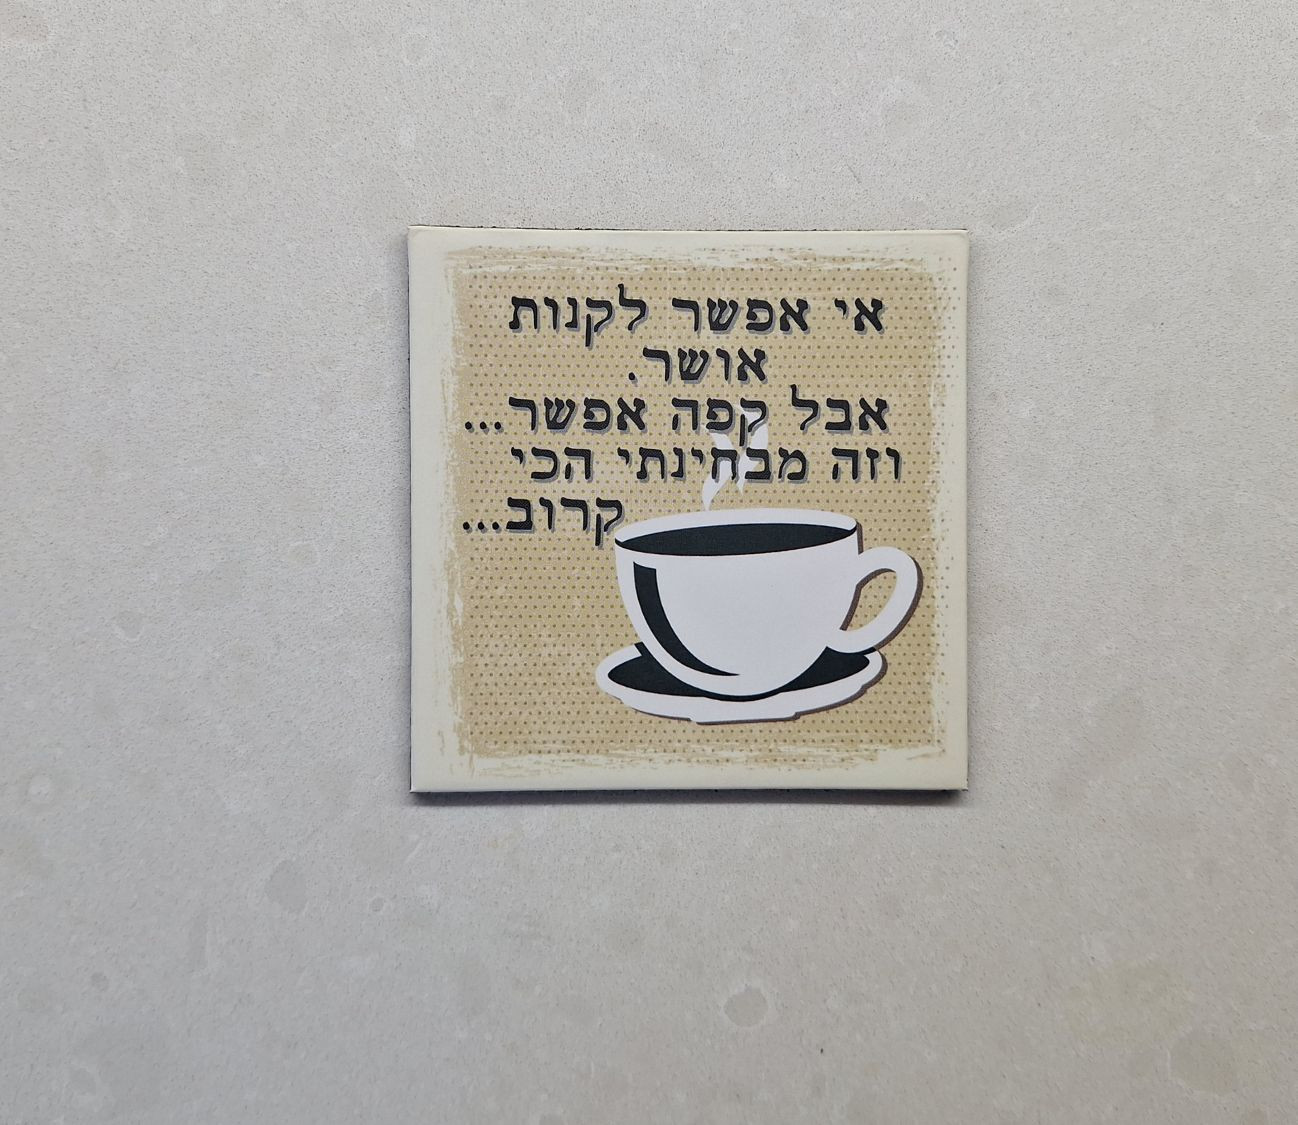 אי אפשר לקנות
אושר.
אבל קפה אפשר...
וזה מבחינתי הכי
קרוב...